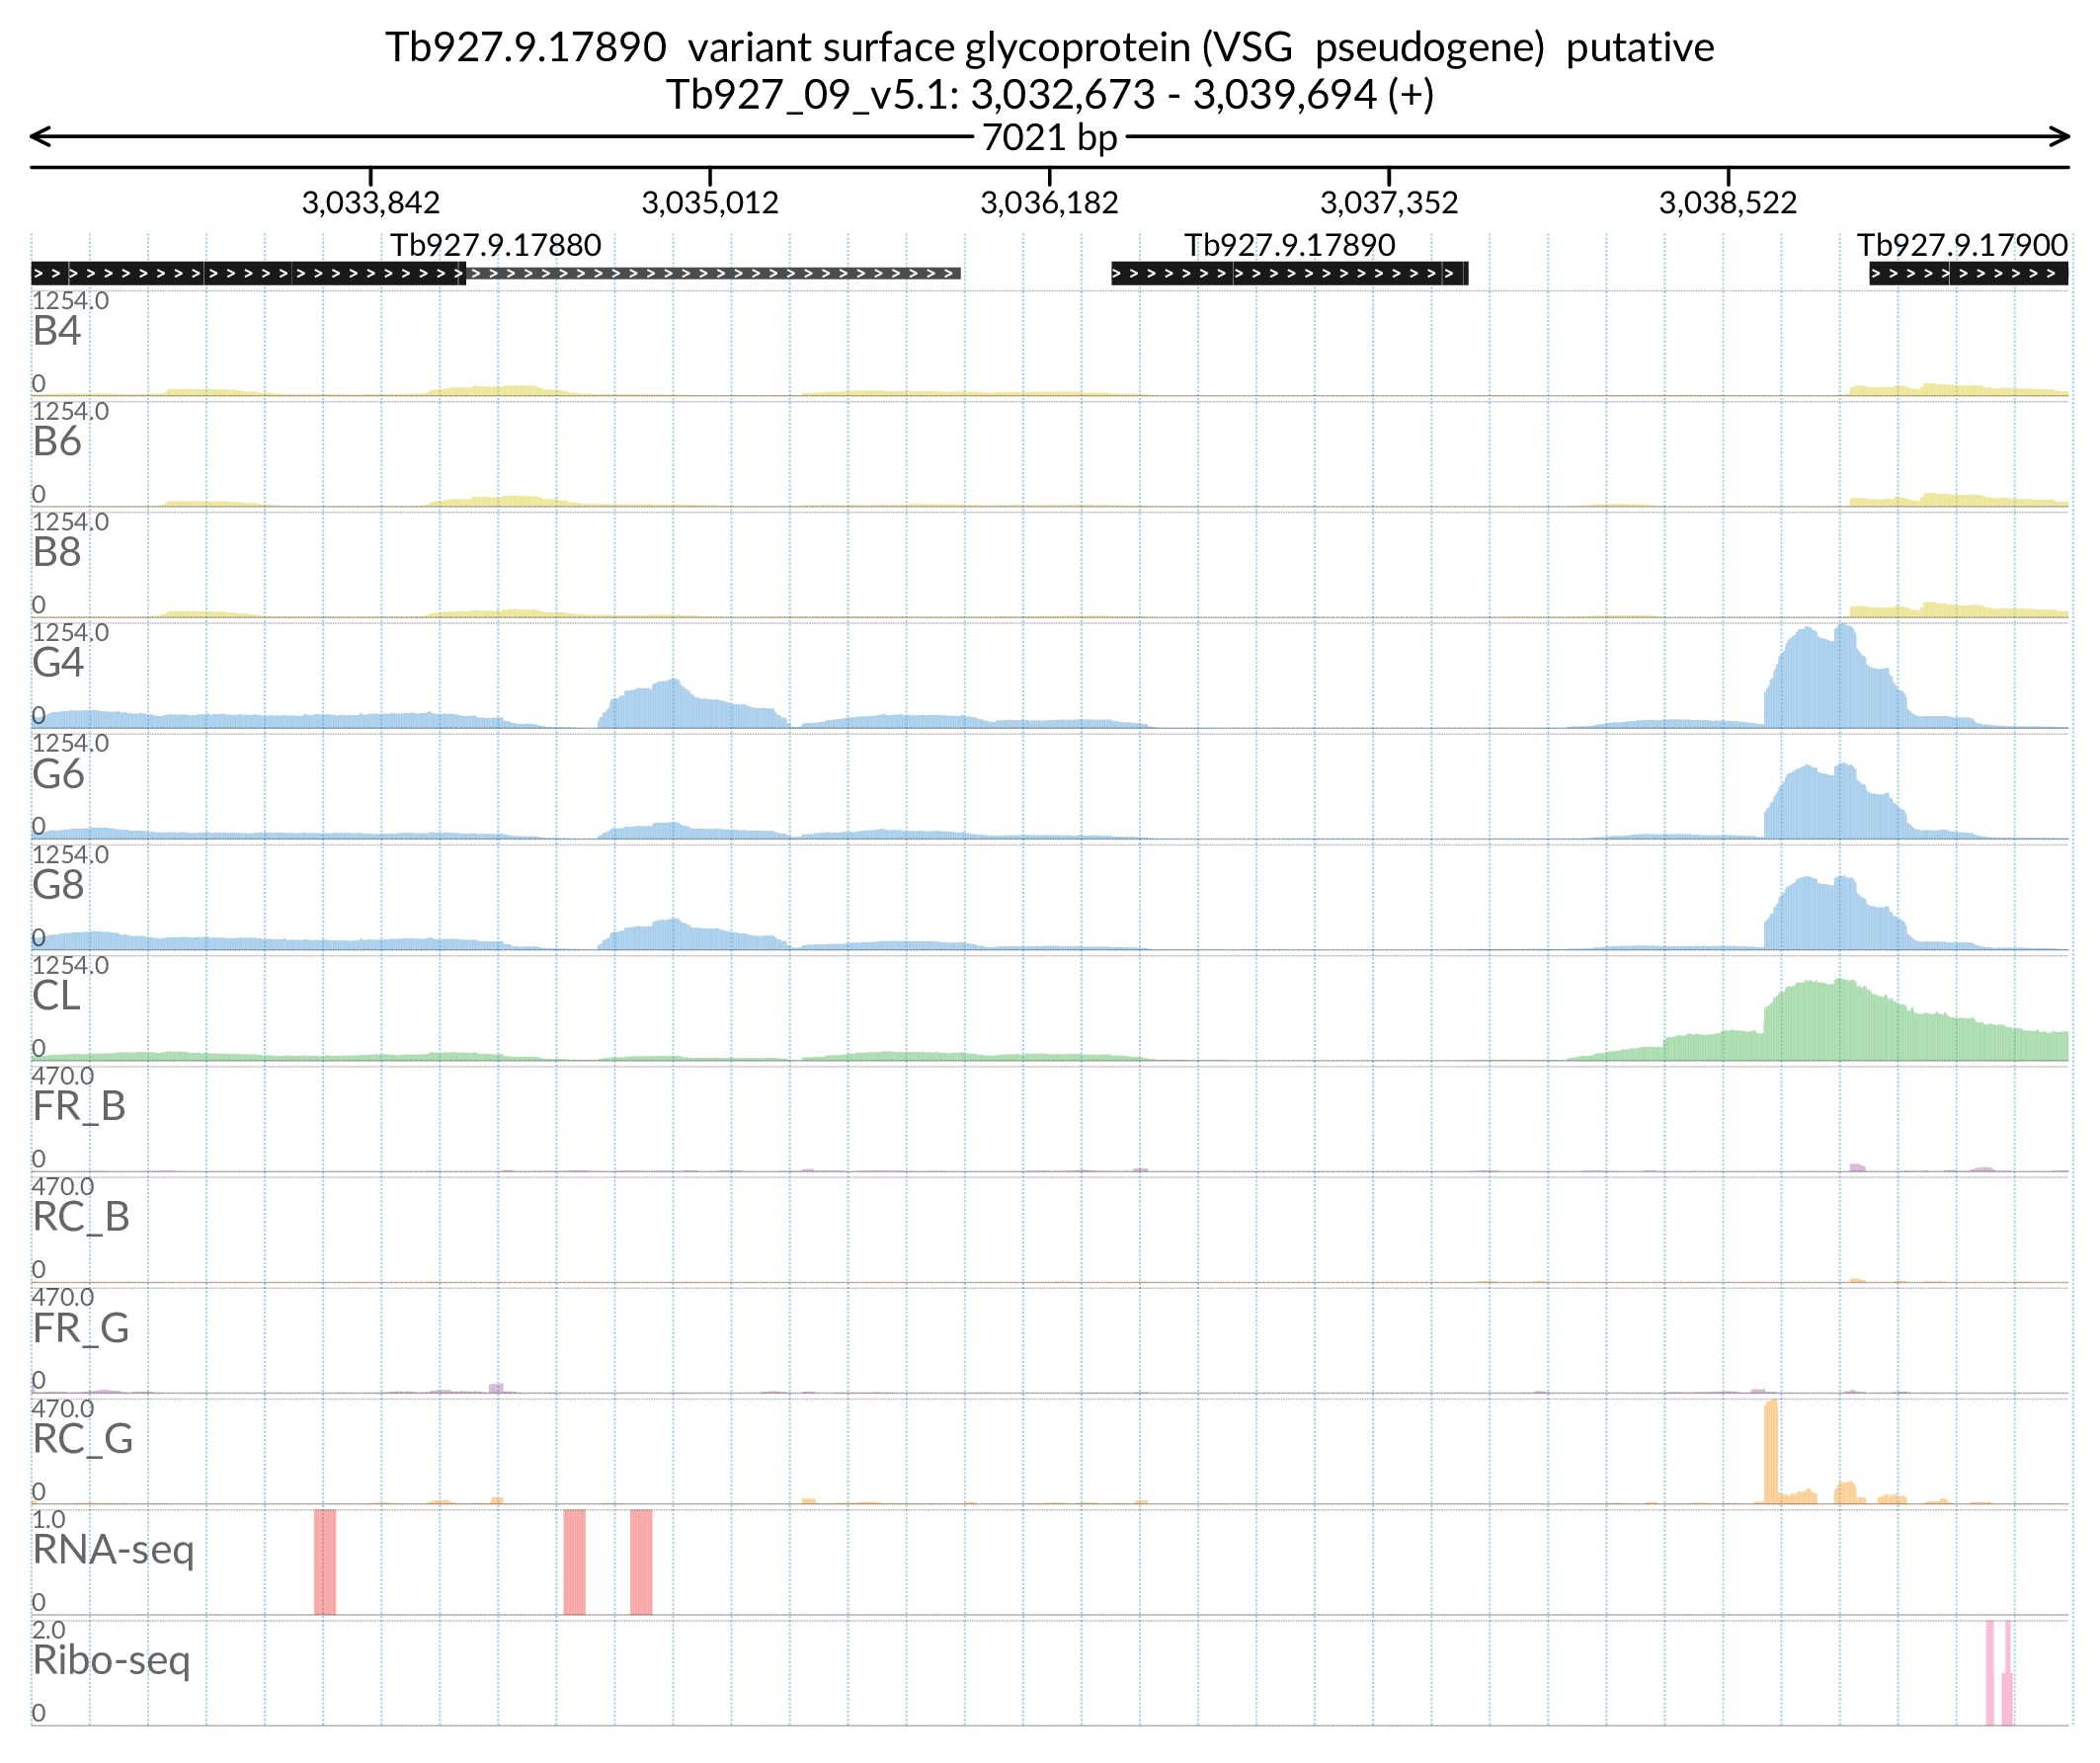 Tb927.9.17890 variant surface glycoprotein (VSG pseudogene) putative
Tb927_09_v5.1: 3,032,673 - 3,039,694 (+)
7021 bp
3,033,842 3,035,012 3,036,182 3,037,352 3,038,522
Tb927.9.17880 Tb927.9.17890 Tb927.9.17900
1254.0
B4
0
1254.0
B6
0
1254.0
B8
0
1254.0
G4
0
1254.0
G6
0
1254.0
G8
0
1254.0
CL
0
470.0
FR_B
0
470.0
RC_B
0
470.0
FR_G
0
470.0
RC_G
0
1.0
RNA-seq
0
2.0
Ribo-seq
0